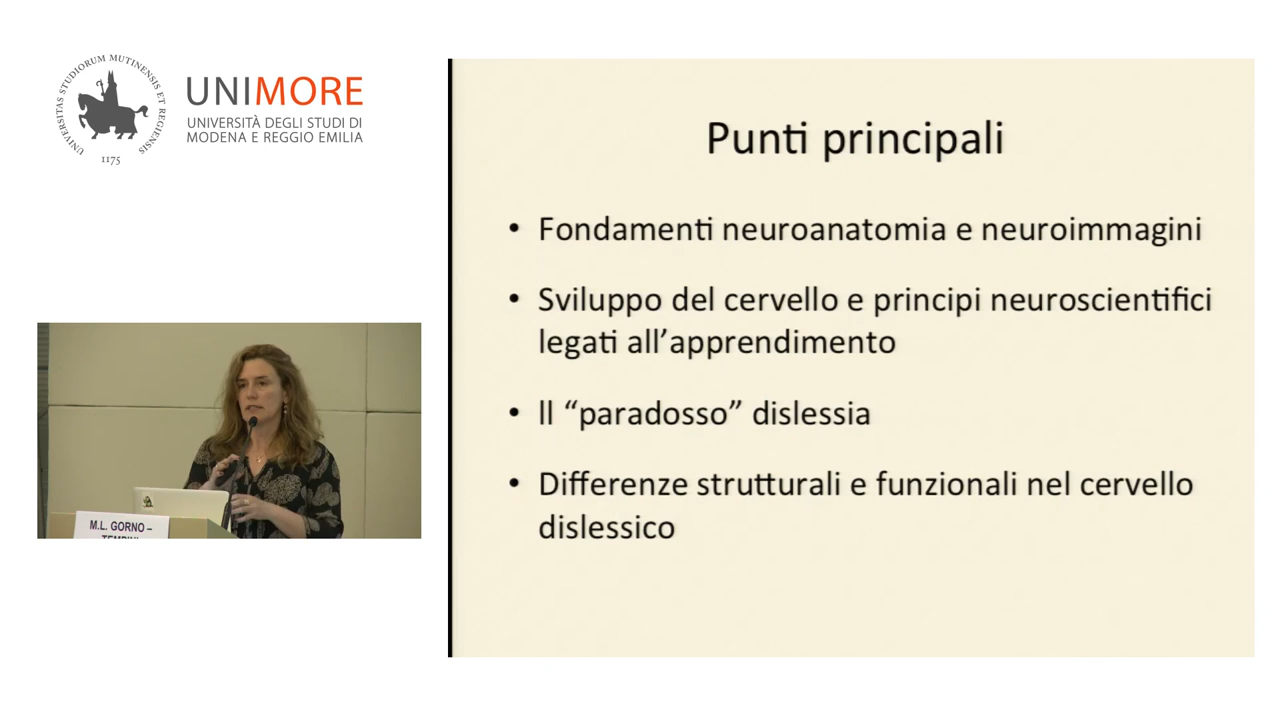 UNIVERSITAS STUDIORUM MUTINENSIS ET REGIENSIS
1175
UNIMORE
UNIVERSITÀ DEGLI STUDI DI
MODENA E REGGIO EMILIA
M.L. GORNO –
TEMPINI
Punti principali
• Fondamenti neuroanatomia e neuroimmagini
• Sviluppo del cervello e principi neuroscientifici
legati all’apprendimento
• Il “paradosso” dislessia
• Differenze strutturali e funzionali nel cervello
dislessico